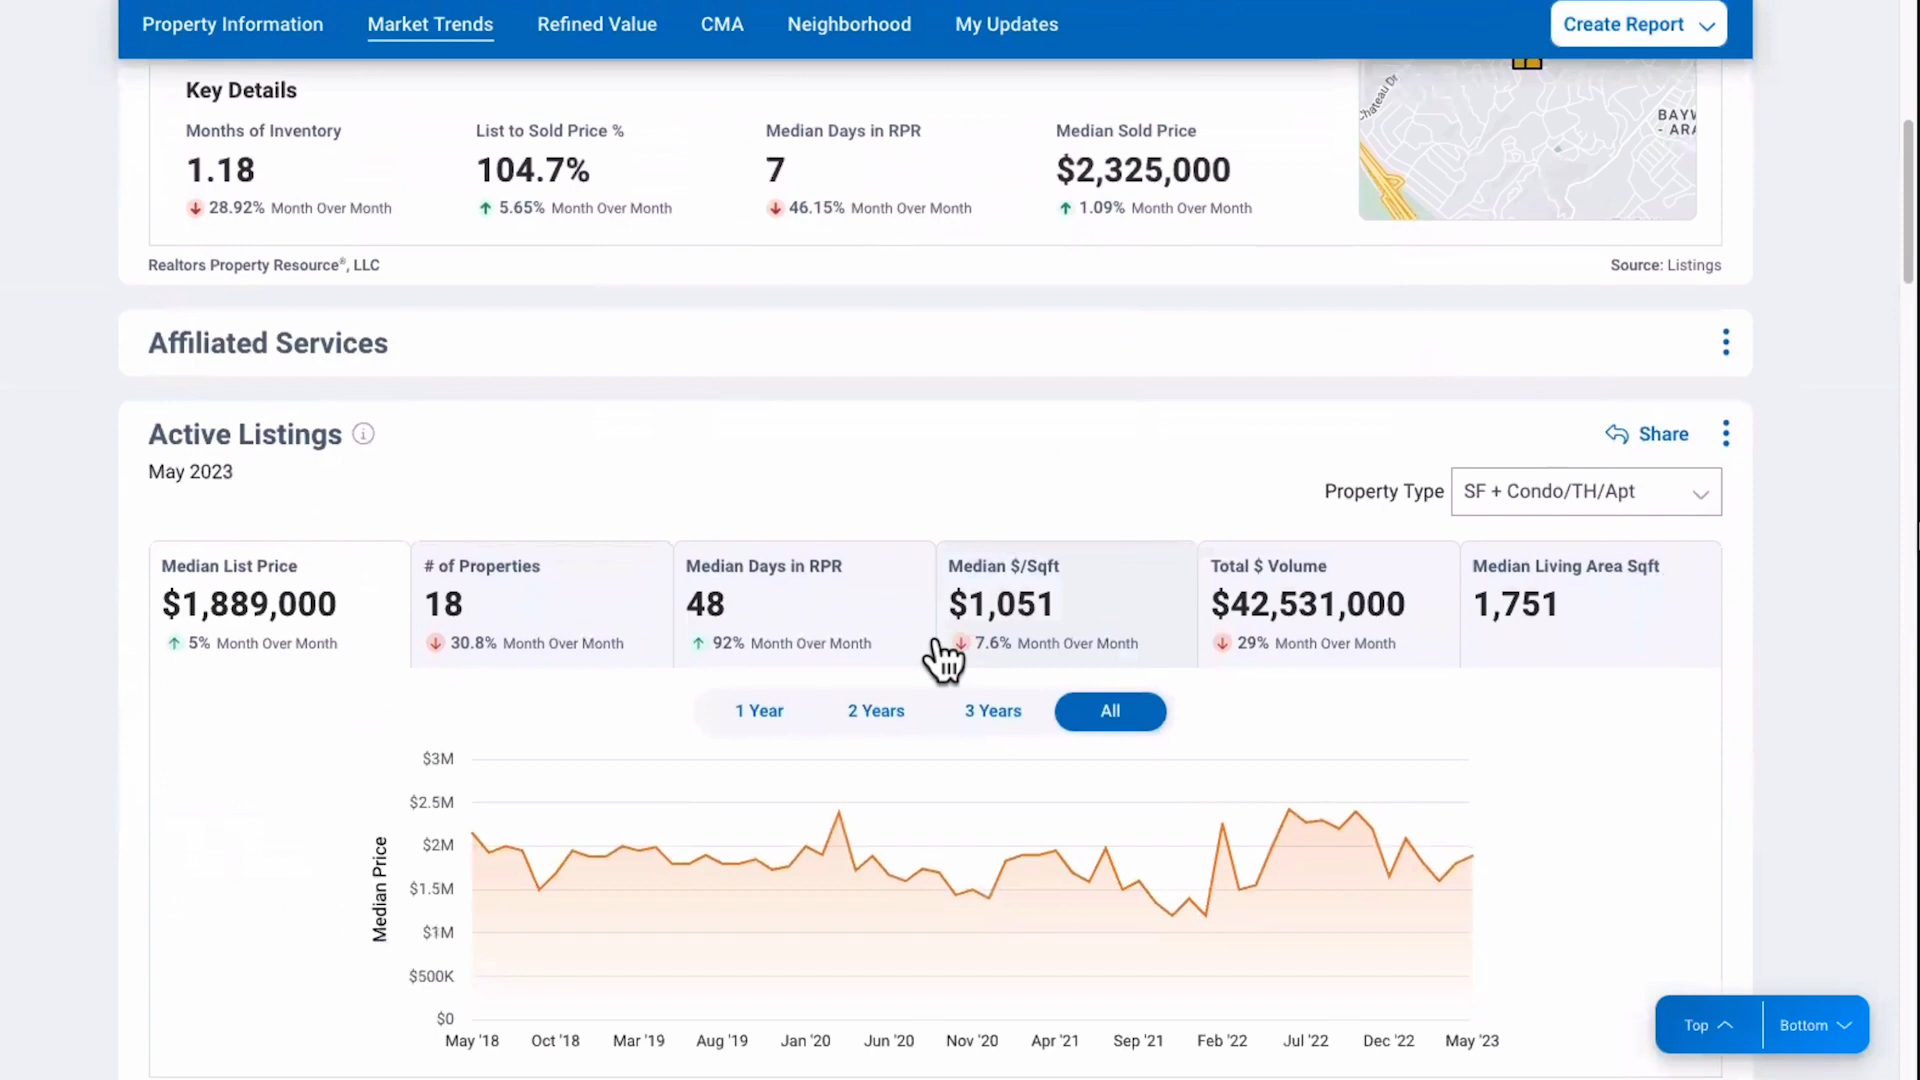 Property Information Market Trends Refined Value CMA Neighborhood My Updates Create Report
Key Details
Months of Inventory List to Sold Price % Median Days in RPR Median Sold Price
1.18 104.7% 7 $2,325,000
28.92% Month Over Month 5.65% Month Over Month 46.15% Month Over Month 1.09% Month Over Month
Chateau Dr
Realtors Property Resource®, LLC Source: Listings
Affiliated Services
Active Listings
Share
May 2023
Property Type SF + Condo/TH/Apt
Median List Price # of Properties Median Days in RPR Median $/Sqft Total $ Volume Median Living Area Sqft
$1,889,000 18 48 $1,051 $42,531,000 1,751
5% Month Over Month 30.8% Month Over Month 92% Month Over Month 7.6% Month Over Month 29% Month Over Month
1 Year 2 Years 3 Years All
Median Price
$3M
$2.5M
$2M
$1.5M
$1M
$500K
$0
May '18 Oct '18 Mar '19 Aug '19 Jan '20 Jun '20 Nov '20 Apr '21 Sep '21 Feb '22 Jul '22 Dec '22 May '23
Top Bottom